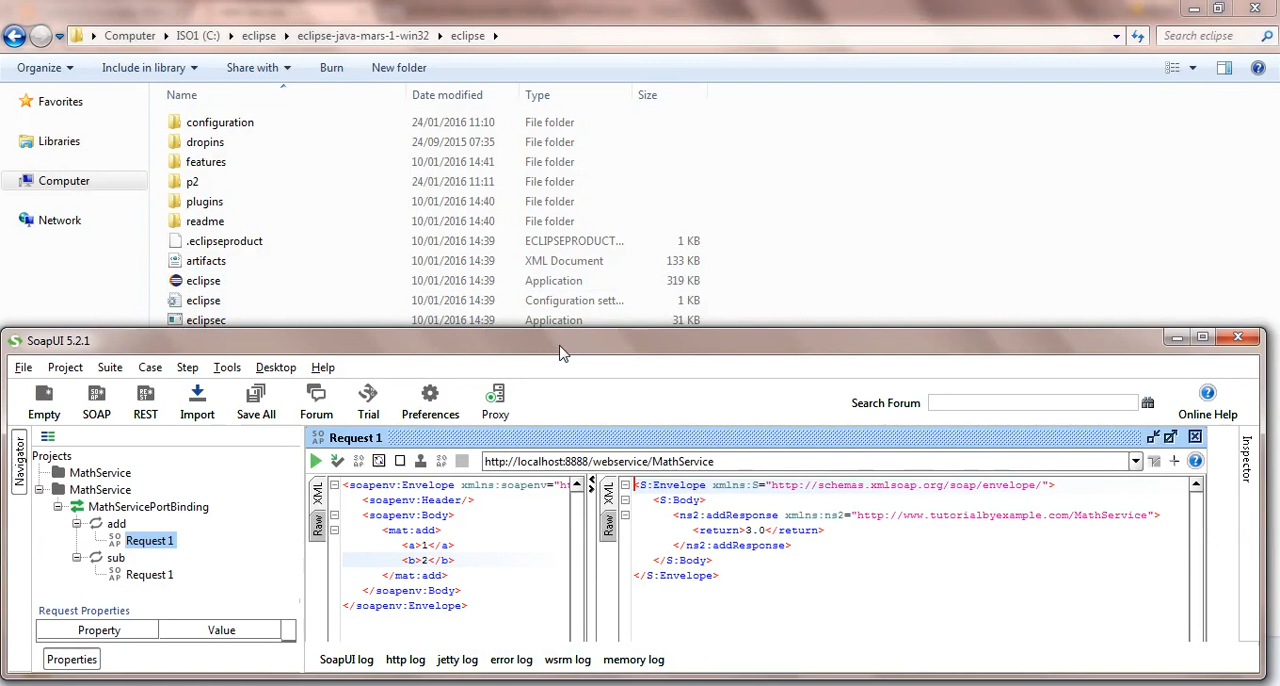 Computer ISO1 (C:) eclipse eclipse-java-mars-1-win32 eclipse Search eclipse
Organize Include in library Share with Burn New folder
Name Date modified Type Size
Favorites
Libraries
Computer
Network
configuration 24/01/2016 11:10 File folder
dropins 24/09/2015 07:35 File folder
features 10/01/2016 14:41 File folder
p2 24/01/2016 11:11 File folder
plugins 10/01/2016 14:40 File folder
readme 10/01/2016 14:40 File folder
.eclipseproduct 10/01/2016 14:39 ECLIPSEPRODUCT... 1 KB
artifacts 10/01/2016 14:39 XML Document 133 KB
eclipse 10/01/2016 14:39 Application 319 KB
eclipse 10/01/2016 14:39 Configuration sett... 1 KB
eclipsec 10/01/2016 14:39 Application 31 KB
SoapUI 5.2.1
File Project Suite Case Step Tools Desktop Help
Empty SOAP REST Import Save All Forum Trial Preferences Proxy Search Forum Online Help
Navigator
Projects
MathService
MathService
MathServicePortBinding
add
SOAP Request 1
sub
SOAP Request 1
Request Properties
Property Value
Properties
SOAP Request 1
http://localhost:8888/webservice/MathService
XML
Raw
<soapenv:Envelope xmlns:soapenv="ht
<soapenv:Header/>
<soapenv:Body>
<mat:add>
<a>1</a>
<b>2</b>
</mat:add>
</soapenv:Body>
</soapenv:Envelope>
XML
Raw
<S:Envelope xmlns:S="http://schemas.xmlsoap.org/soap/envelope/">
<S:Body>
<ns2:addResponse xmlns:ns2="http://www.tutorialbyexample.com/MathService">
<return>3.0</return>
</ns2:addResponse>
</S:Body>
</S:Envelope>
Inspector
SoapUI log http log jetty log error log wsrm log memory log